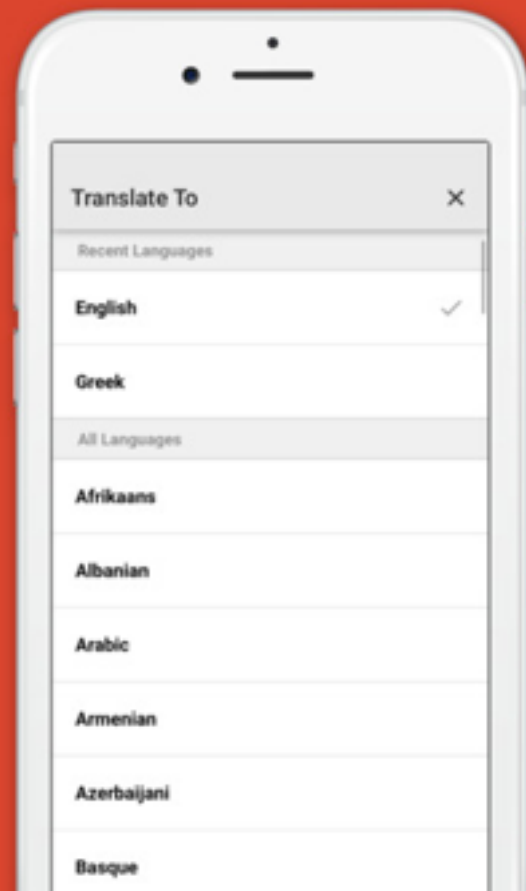 Translate To
Recent Languages
English
Greek
All Languages
Afrikaans
Albanian
Arabic
Armenian
Azerbaijani
Basque